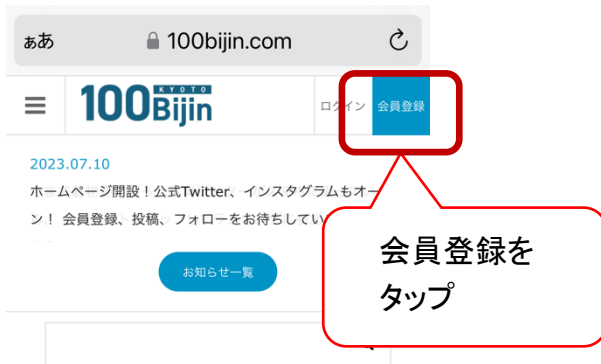 ぁあ 100bijin.com
100Bijin KYOTO ログイン 会員登録
2023.07.10
ホームページ開設！公式Twitter、インスタグラムもオー
ン！ 会員登録、投稿、フォローをお待ちしてい
お知らせ一覧
会員登録を
タップ